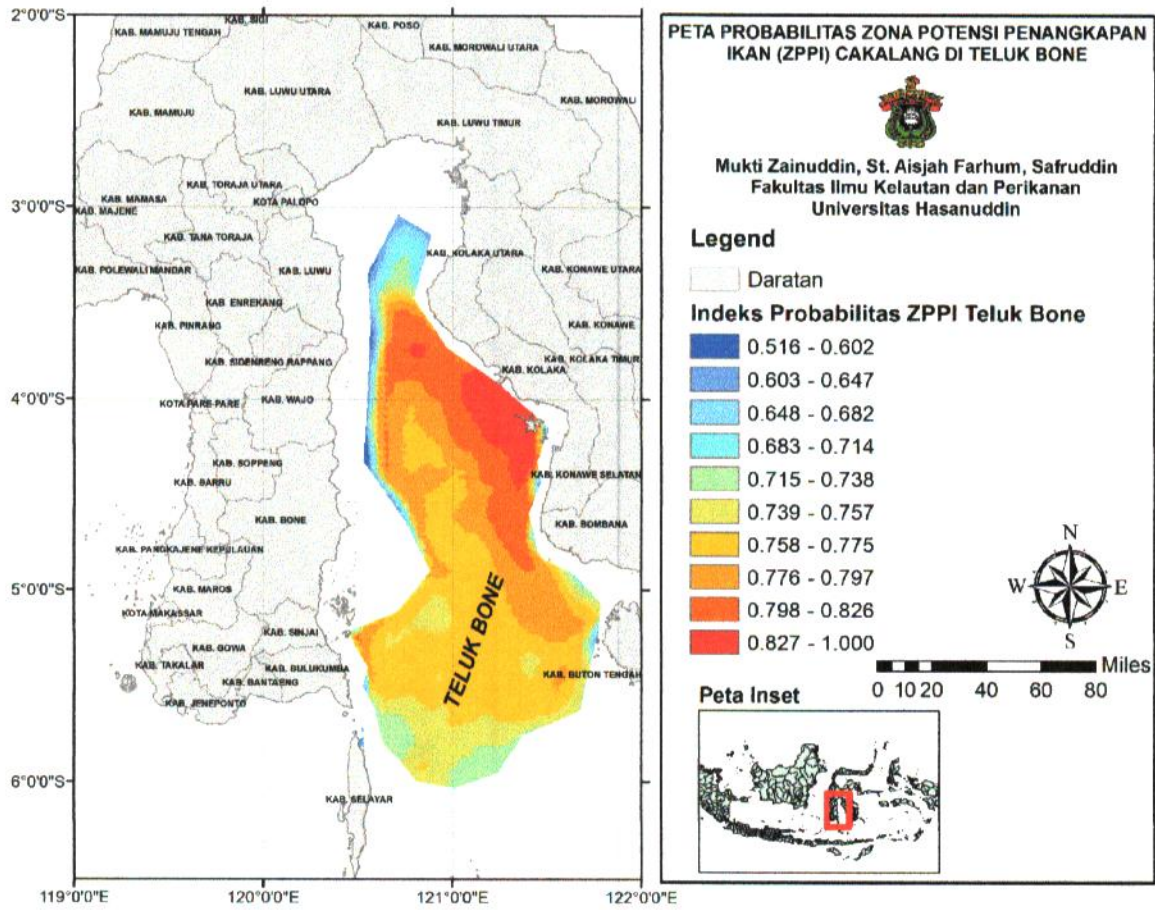 2°0'0"S
3°0'0"S
4°0'0"S
5°0'0"S
6°0'0"S
119°0'0"E
120°0'0"E
121°0'0"E
122°0'0"E
KAB. MAMUJU TENGAH
KAB. SIGI
KAB. POSO
KAB. MOROWALI UTARA
KAB. LUWU UTARA
KAB. MOROWALI
KAB. MAMUJU
KAB. LUWU TIMUR
KAB. TORAJA UTARA
KAB. MAMASA
KOTA PALOPO
KAB. MAJENE
KAB. TANA TORAJA
KAB. KOLAKA UTARA
KAB. POLEWALI MANDAR
KAB. LUWU
KAB. KONAWE UTARA
KAB. ENREKANG
KAB. PINRANG
KAB. KONAWE
KAB. SIDENRENG RAPPANG
KAB. KOLAKA TIMUR
KAB. KOLAKA
KOTA PARE-PARE
KAB. WAJO
KAB. SOPPENG
KAB. BARRU
KAB. KONAWE SELATAN
KAB. BONE
KAB. BOMBANA
KAB. PANGKAJENE KEPULAUAN
KAB. MAROS
KOTA MAKASSAR
KAB. SINJAI
KAB. GOWA
KAB. TAKALAR
KAB. BULUKUMBA
KAB. BANTAENG
KAB. BUTON TENGAH
KAB. JENEPONTO
KAB. SELAYAR
TELUK BONE
PETA PROBABILITAS ZONA POTENSI PENANGKAPAN
IKAN (ZPPI) CAKALANG DI TELUK BONE
Mukti Zainuddin, St. Aisjah Farhum, Safruddin
Fakultas Ilmu Kelautan dan Perikanan
Universitas Hasanuddin
Legend
Daratan
Indeks Probabilitas ZPPI Teluk Bone
0.516 - 0.602
0.603 - 0.647
0.648 - 0.682
0.683 - 0.714
0.715 - 0.738
0.739 - 0.757
0.758 - 0.775
0.776 - 0.797
0.798 - 0.826
0.827 - 1.000
N
W E
S
Miles
0 10 20 40 60 80
Peta Inset